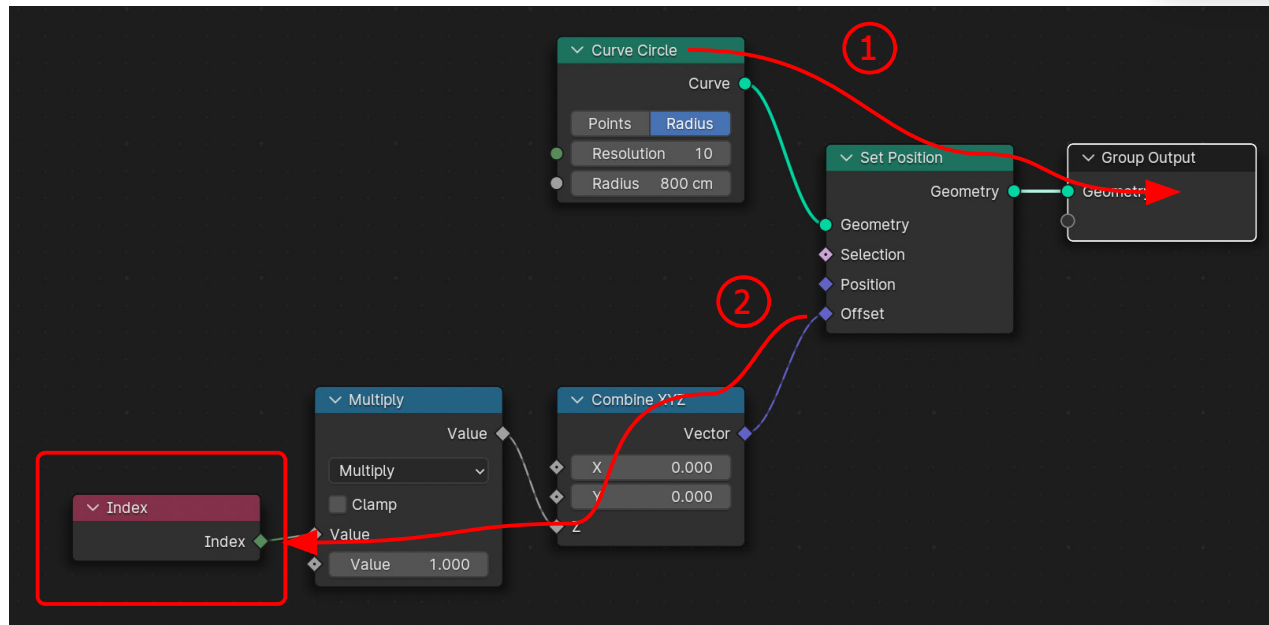 Curve Circle
Curve
Points Radius
Resolution 10
Radius 800 cm
1
Set Position
Geometry
Geometry
Selection
Position
Offset
Group Output
Geometry
2
Index
Index
Multiply
Value
Multiply
Clamp
Value
Value 1.000
Combine XYZ
Vector
X 0.000
Y 0.000
Z